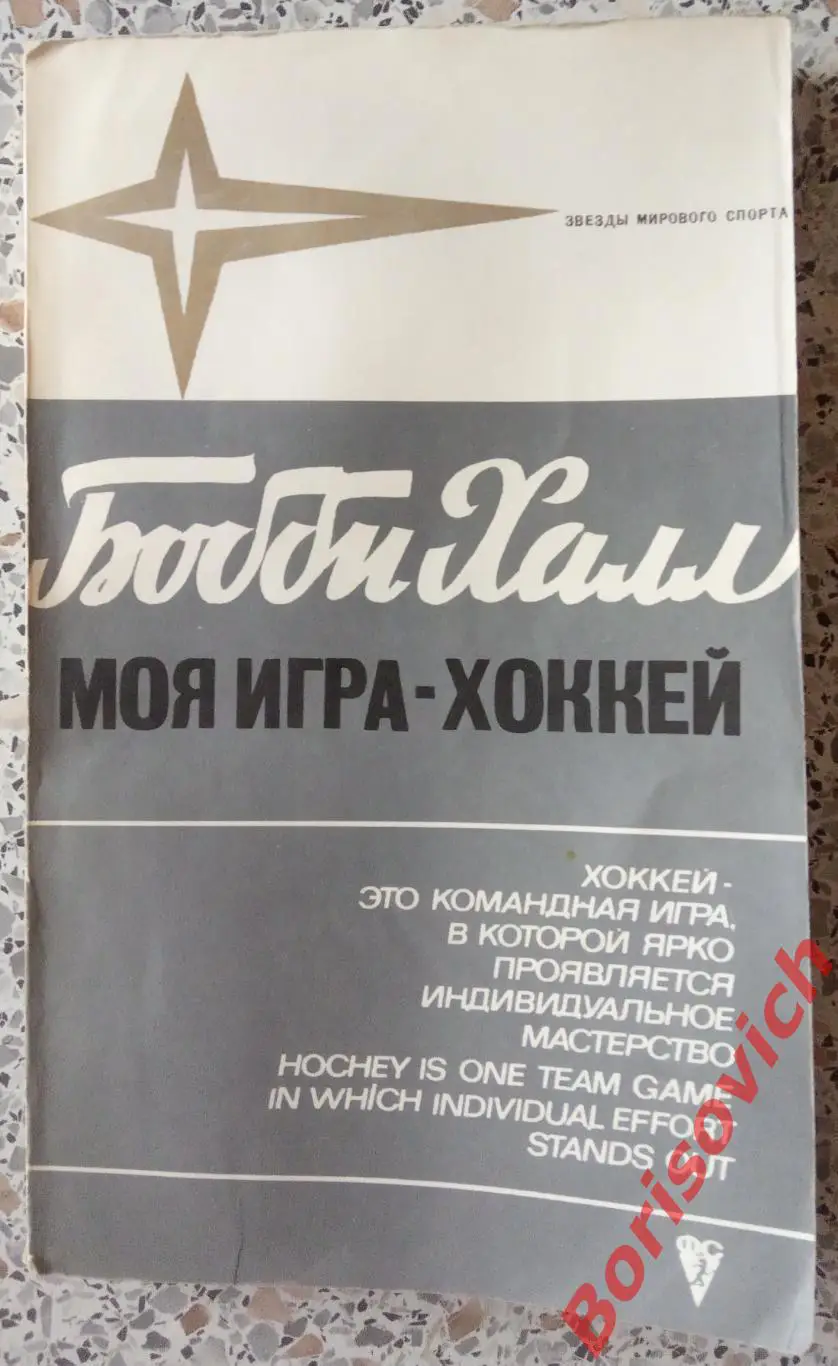 ЗВЕЗДЫ МИРОВОГО СПОРТА
Бобби Халл
МОЯ ИГРА-ХОККЕЙ
ХОККЕЙ -
ЭТО КОМАНДНАЯ ИГРА,
В КОТОРОЙ ЯРКО
ПРОЯВЛЯЕТСЯ
ИНДИВИДУАЛЬНОЕ
МАСТЕРСТВО
HOCHEY IS ONE TEAM GAME
IN WHICH INDIVIDUAL EFFORT
STANDS OUT
ФС
Borisovich